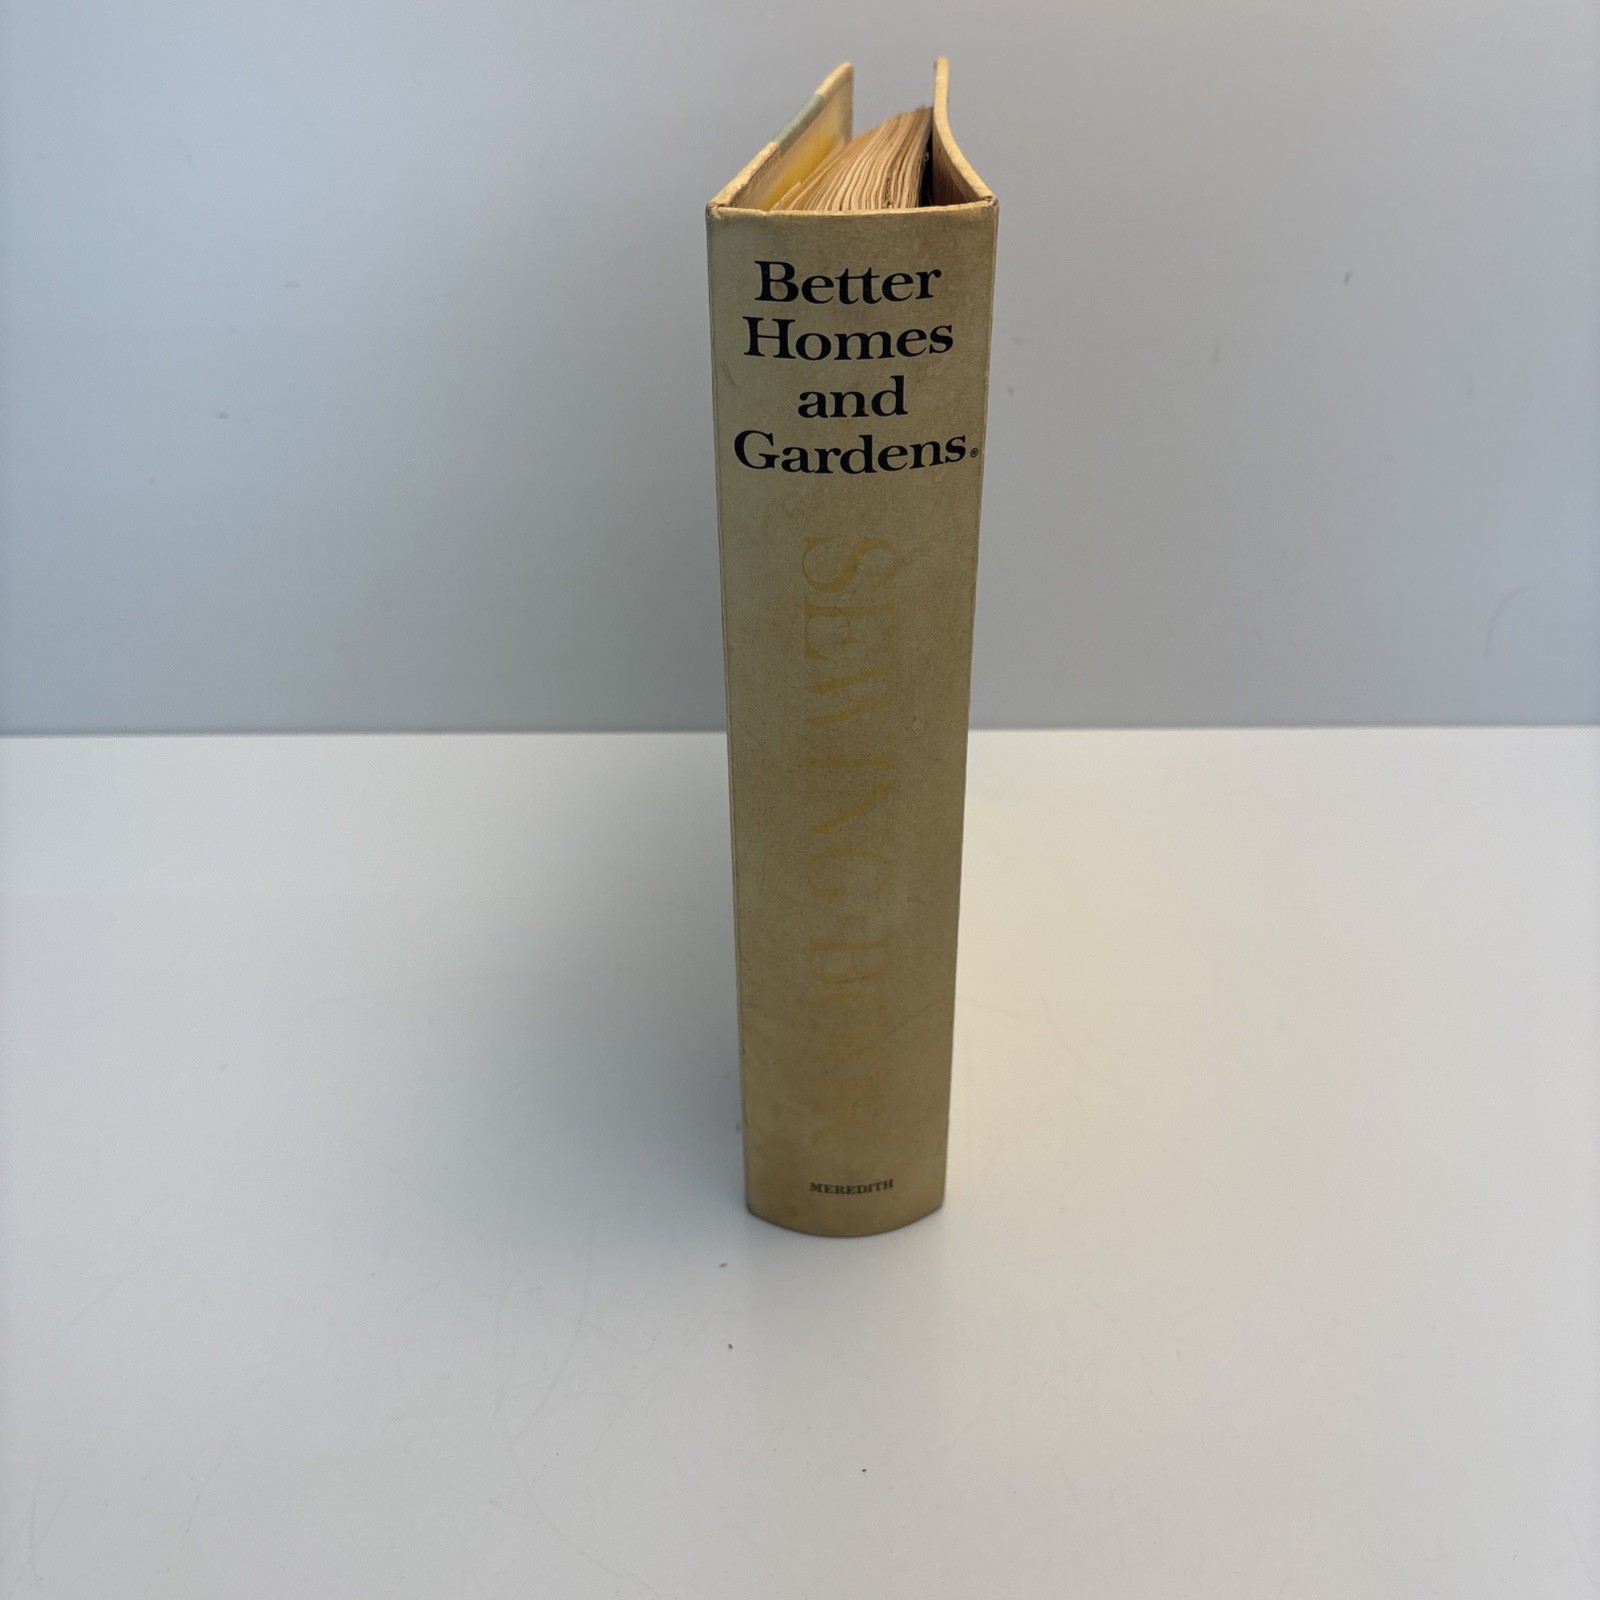 Better
Homes
and
Gardens®
SEWING BOOK
MEREDITH